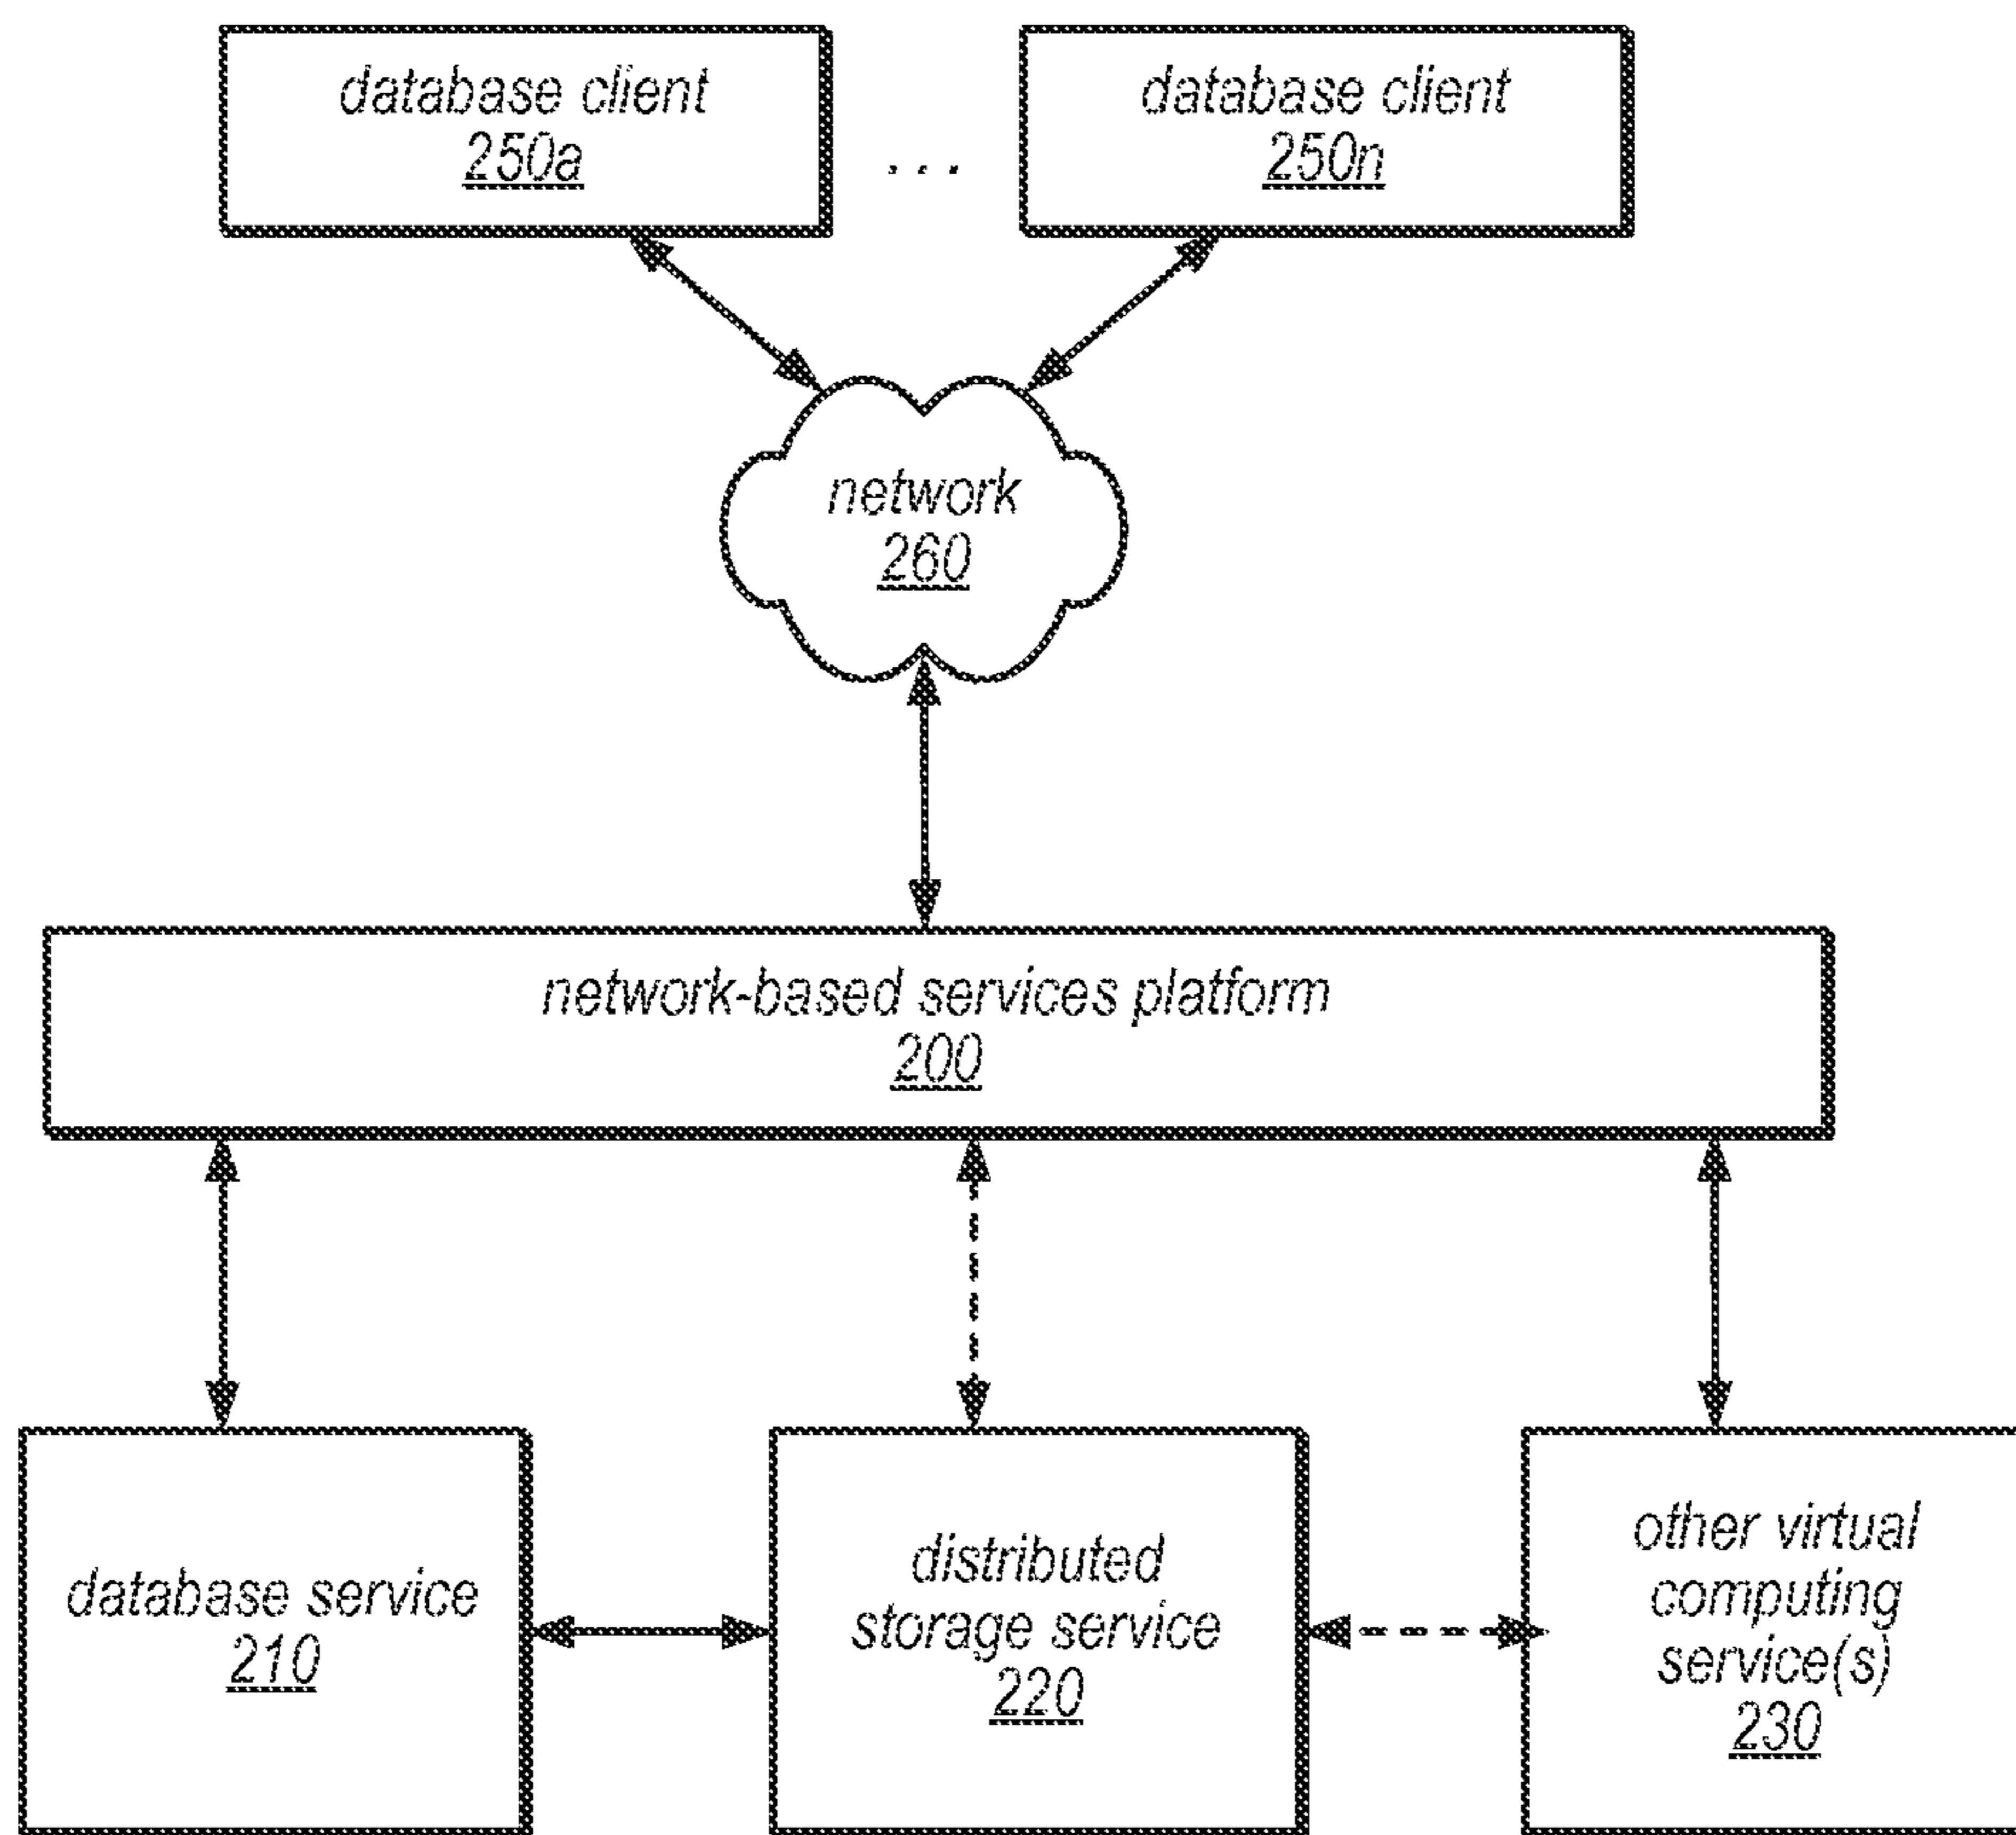 database client
250a
...
database client
250n
network
260
network-based services platform
200
database service
210
distributed
storage service
220
other virtual
computing
service(s)
230